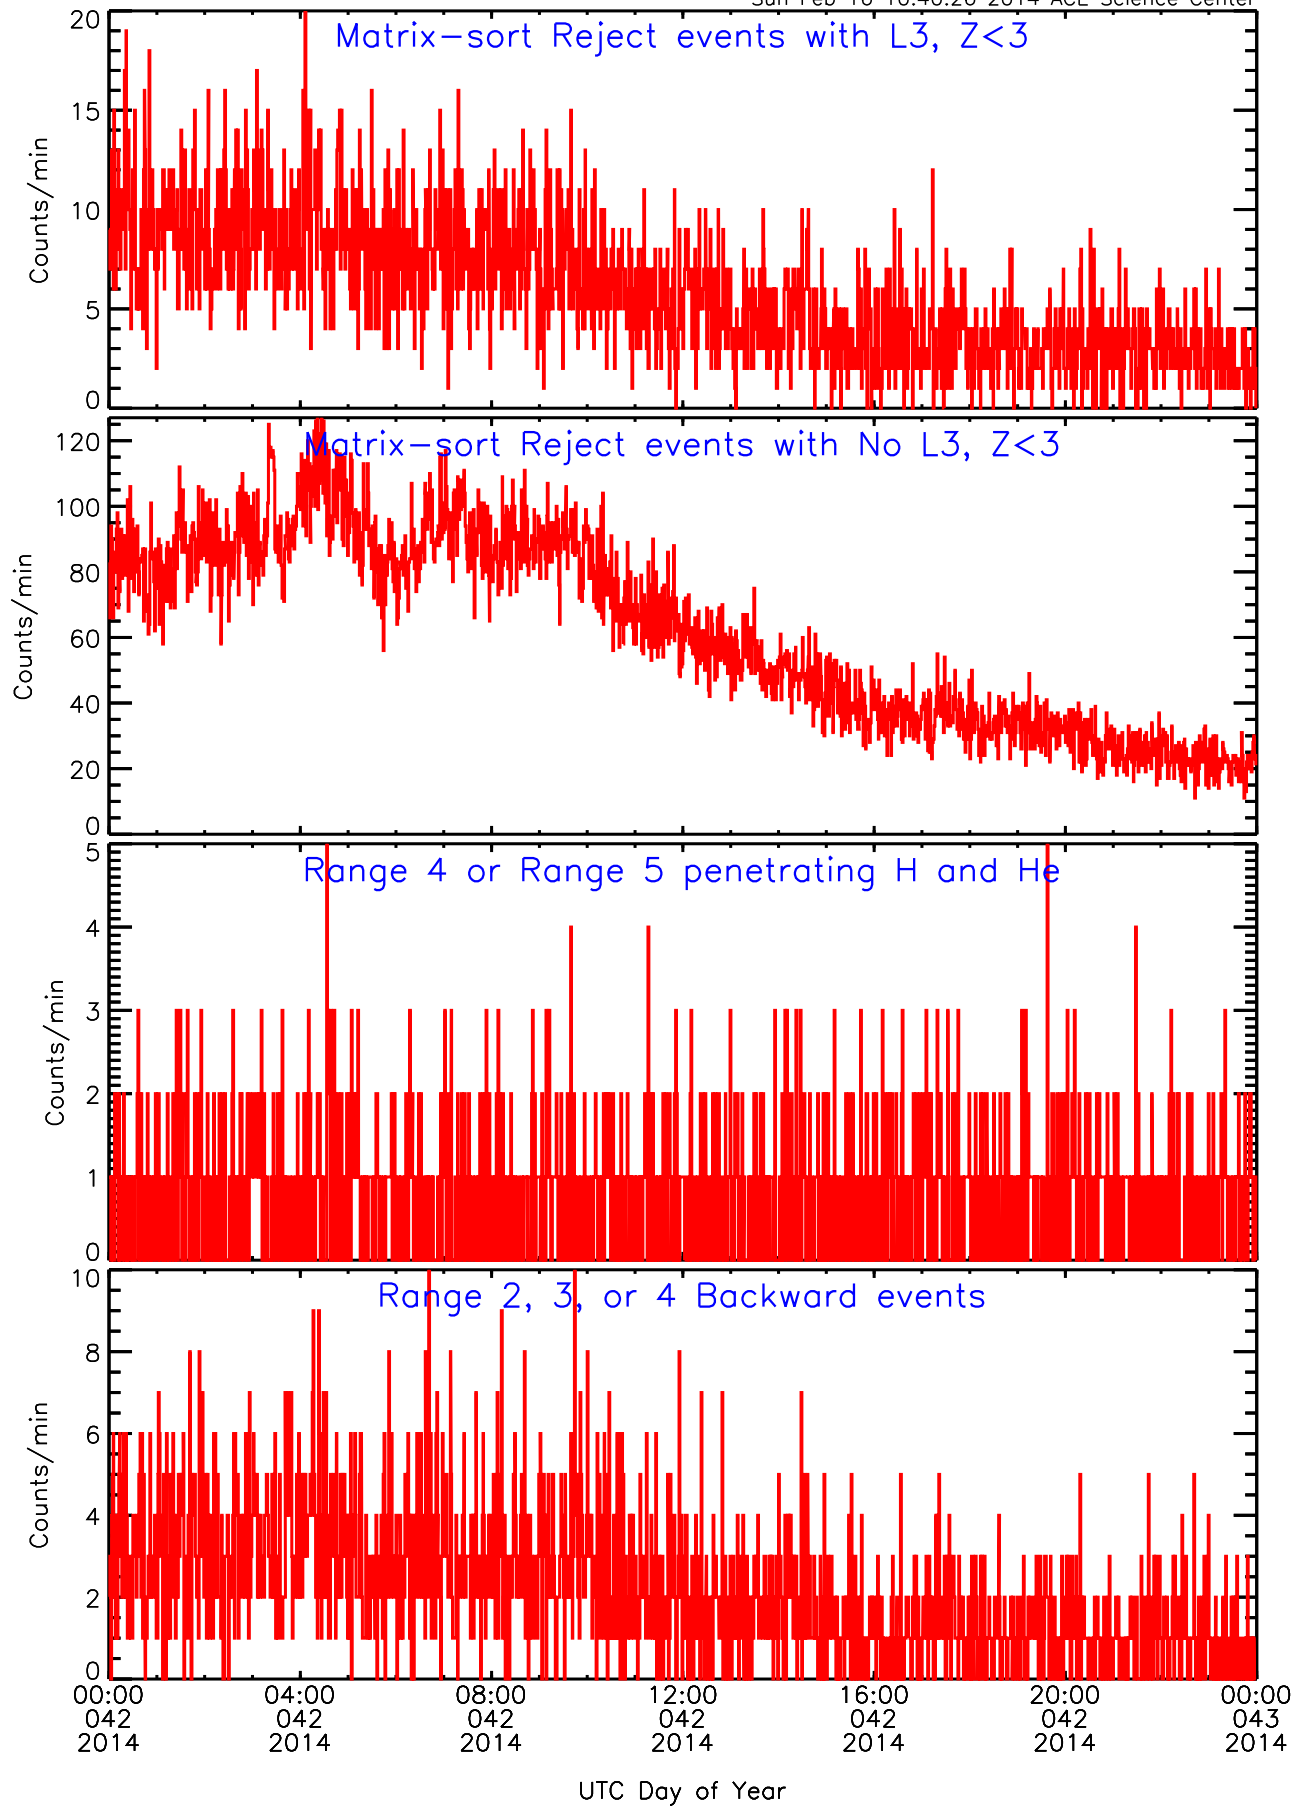 2014 ACE Science Center
Matrix-sort Reject events with L3, Z<3
20
15
10
5
0
Counts/min
Matrix-sort Reject events with No L3, Z<3
120
100
80
60
40
20
0
Counts/min
Range 4 or Range 5 penetrating H and He
5
4
3
2
1
0
Counts/min
Range 2, 3, or 4 Backward events
10
8
6
4
2
0
Counts/min
00:00 04:00 08:00 12:00 16:00 20:00 00:00
042 042 042 042 042 042 043
2014 2014 2014 2014 2014 2014 2014
UTC Day of Year